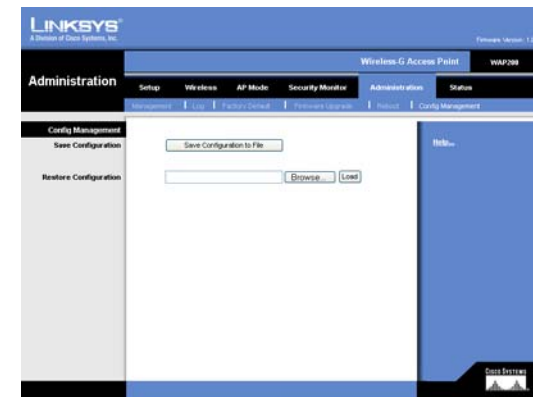 LINKSYS®
A Division of Cisco Systems, Inc.
Firmware Version: 1.
Wireless-G Access Point
WAP200
Administration
Setup Wireless AP Mode Security Monitor Administration Status
Management Log Factory Default Firmware Upgrade Reboot Config Management
Config Management
Save Configuration
Save Configuration to File
Help...
Restore Configuration
Browse... Load
CISCO SYSTEMS